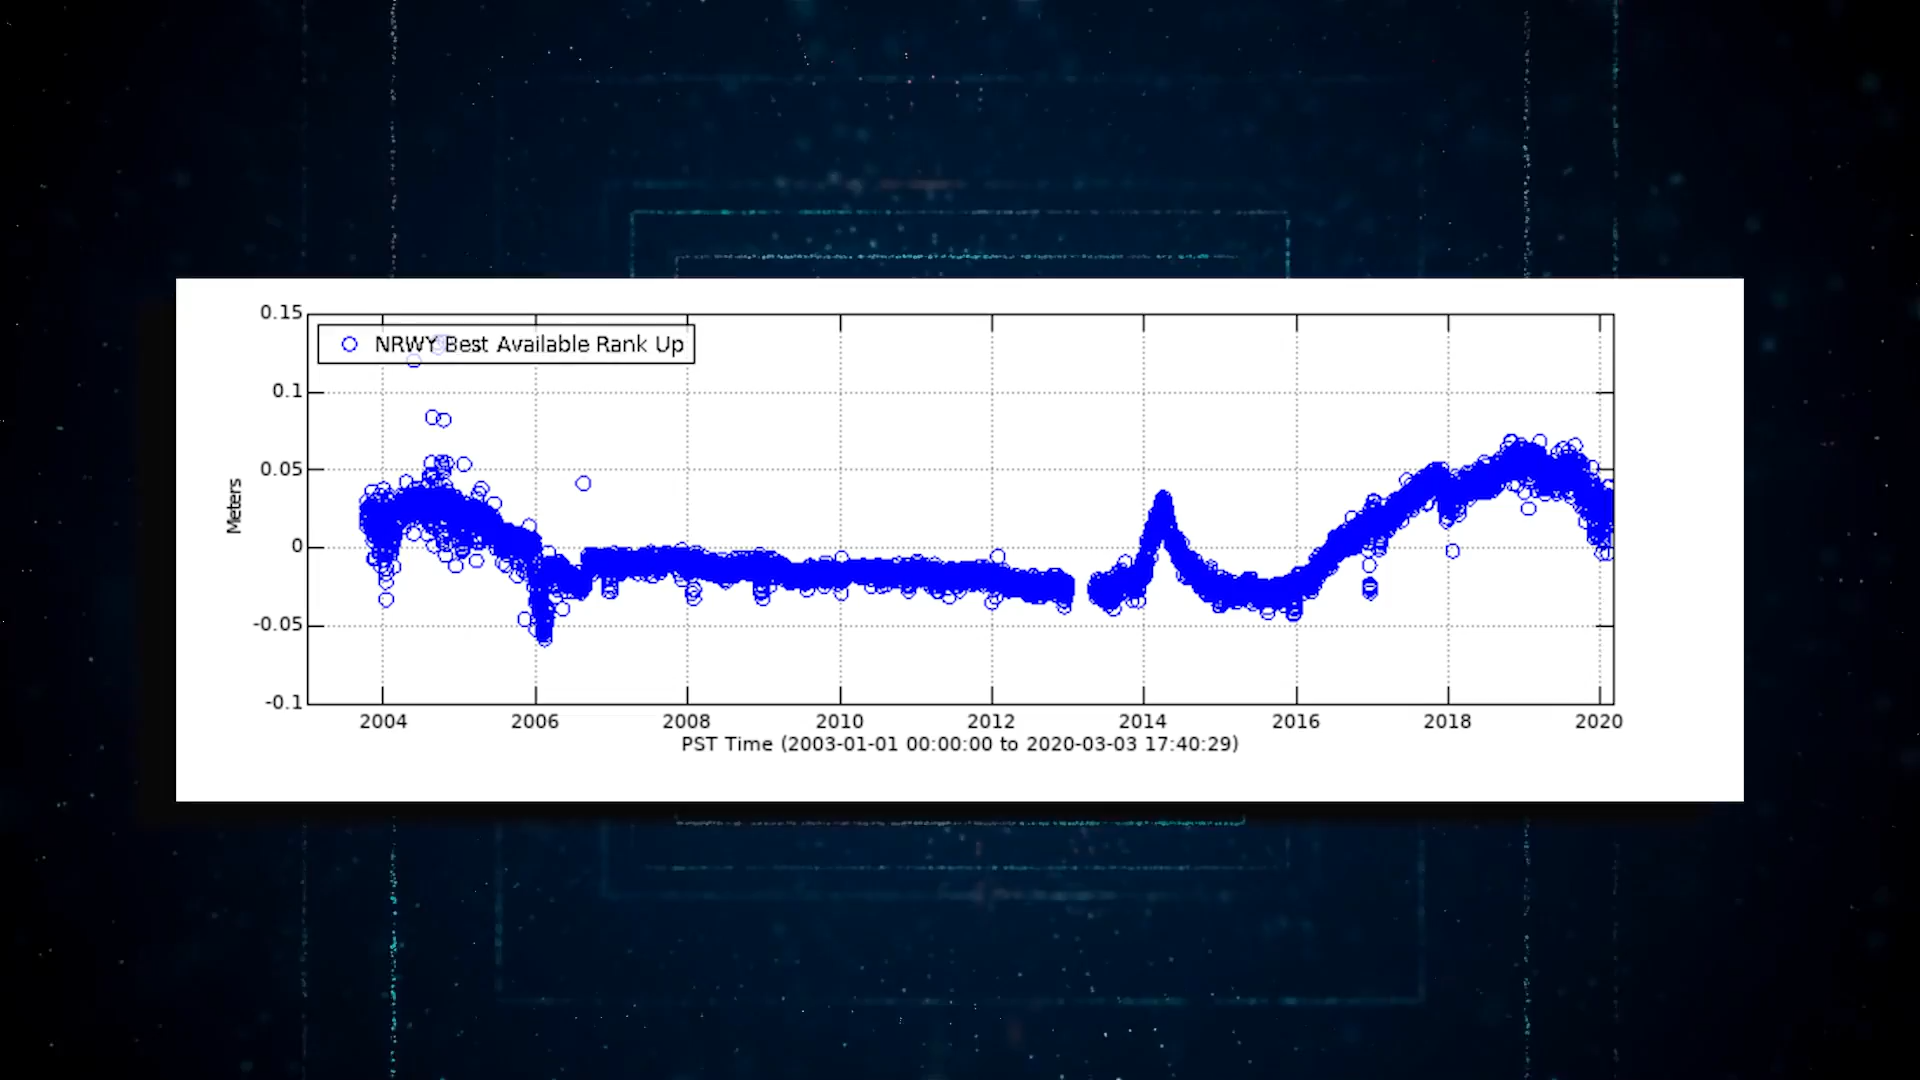 0.15
NRWY Best Available Rank Up
0.1
0.05
Meters
0
-0.05
-0.1
2004 2006 2008 2010 2012 2014 2016 2018 2020
PST Time (2003-01-01 00:00:00 to 2020-03-03 17:40:29)